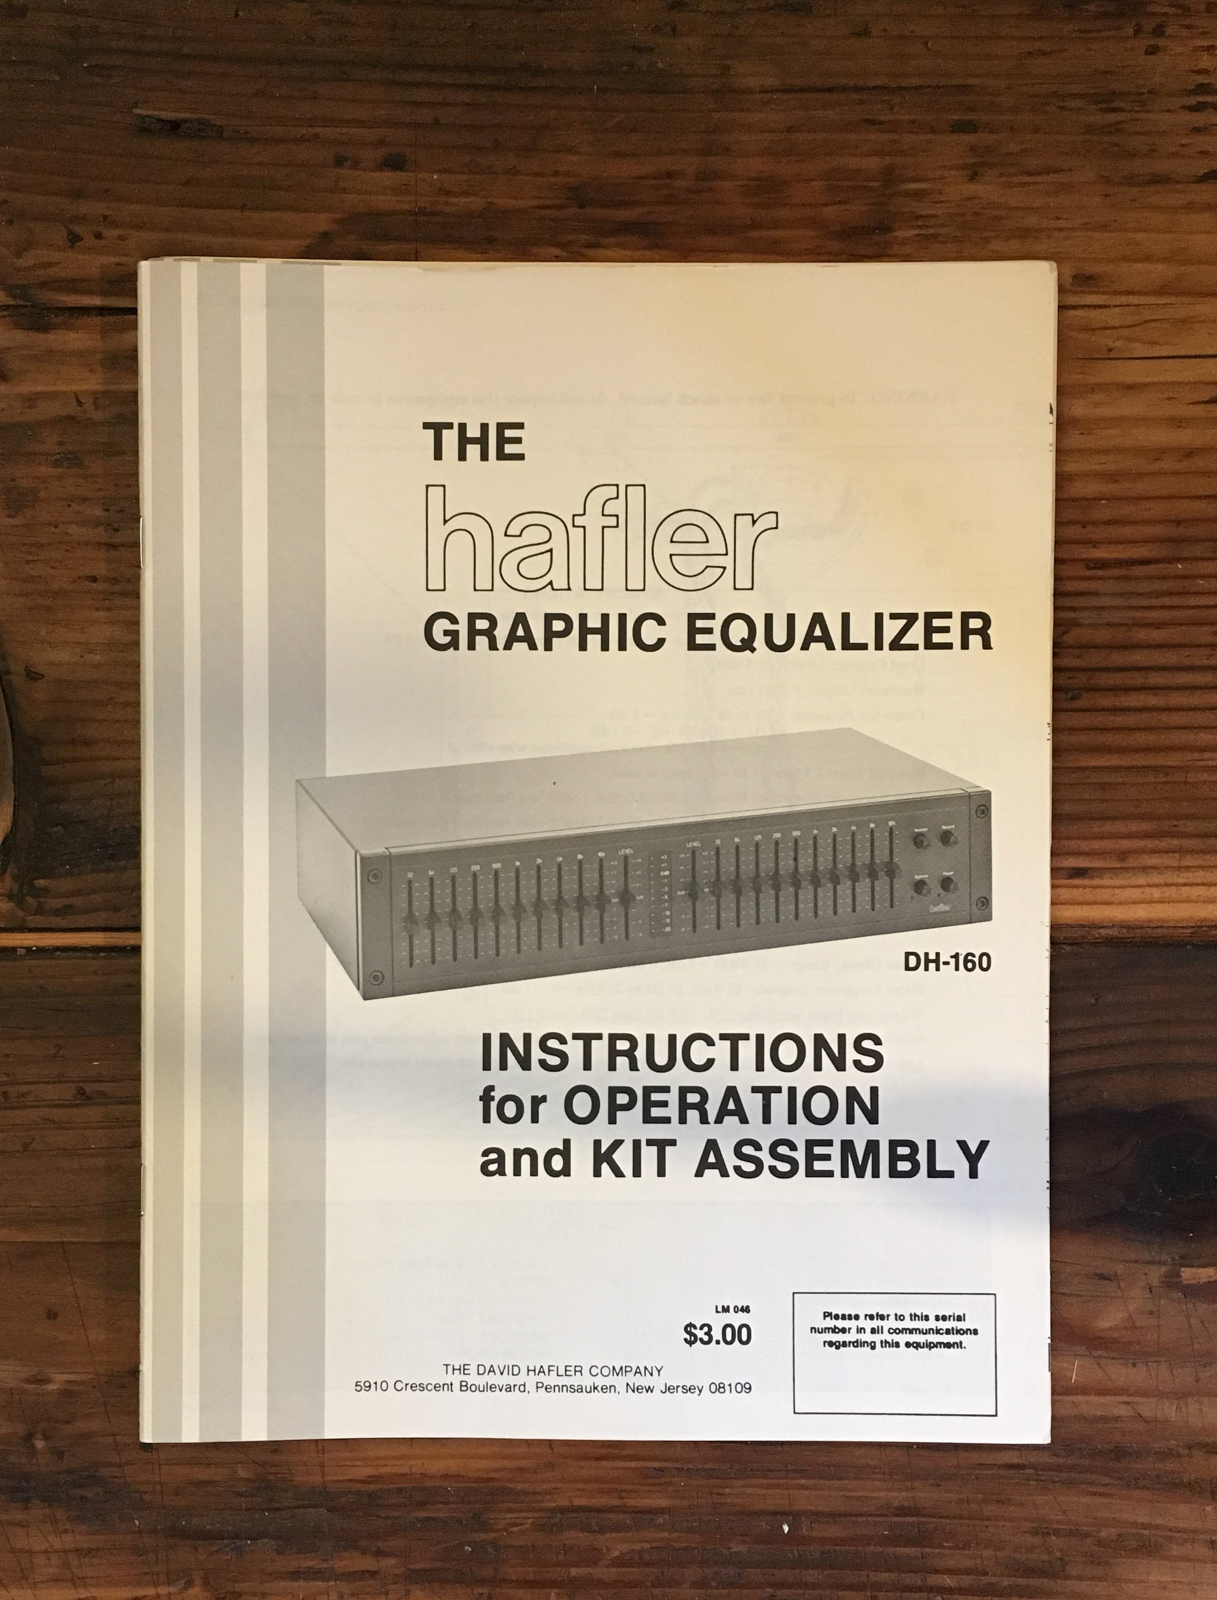 THE
hafler
GRAPHIC EQUALIZER
LEVEL
LEVEL
DH-160
INSTRUCTIONS
for OPERATION
and KIT ASSEMBLY
LM 046
$3.00
THE DAVID HAFLER COMPANY
5910 Crescent Boulevard, Pennsauken, New Jersey 08109
Please refer to this serial
number in all communications
regarding this equipment.